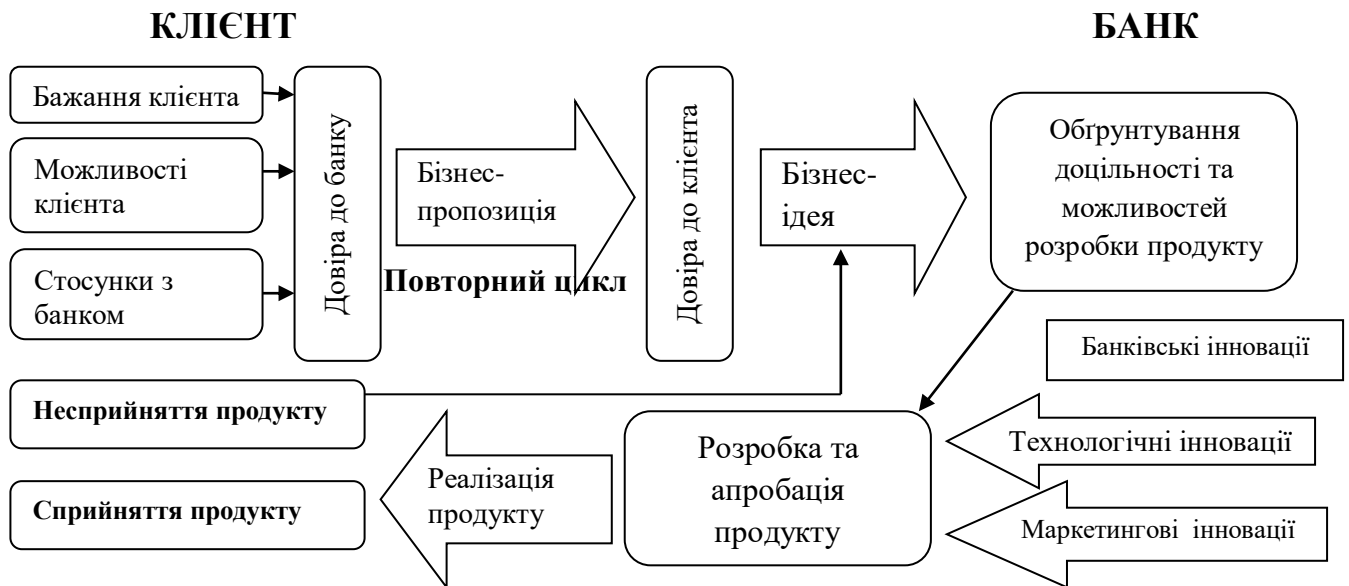 КЛІЄНТ
БАНК
Бажання клієнта
Можливості
клієнта
Стосунки з
банком
Довіра до банку
Бізнес-
пропозиція
Повторний цикл
Довіра до клієнта
Бізнес-
ідея
Обґрунтування
доцільності та
можливостей
розробки продукту
Банківські інновації
Технологічні інновації
Маркетингові інновації
Розробка та
апробація
продукту
Реалізація
продукту
Несприйняття продукту
Сприйняття продукту